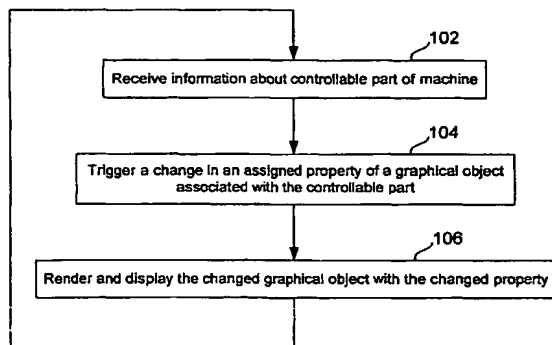 102
Receive information about controllable part of machine
104
Trigger a change in an assigned property of a graphical object
associated with the controllable part
106
Render and display the changed graphical object with the changed property